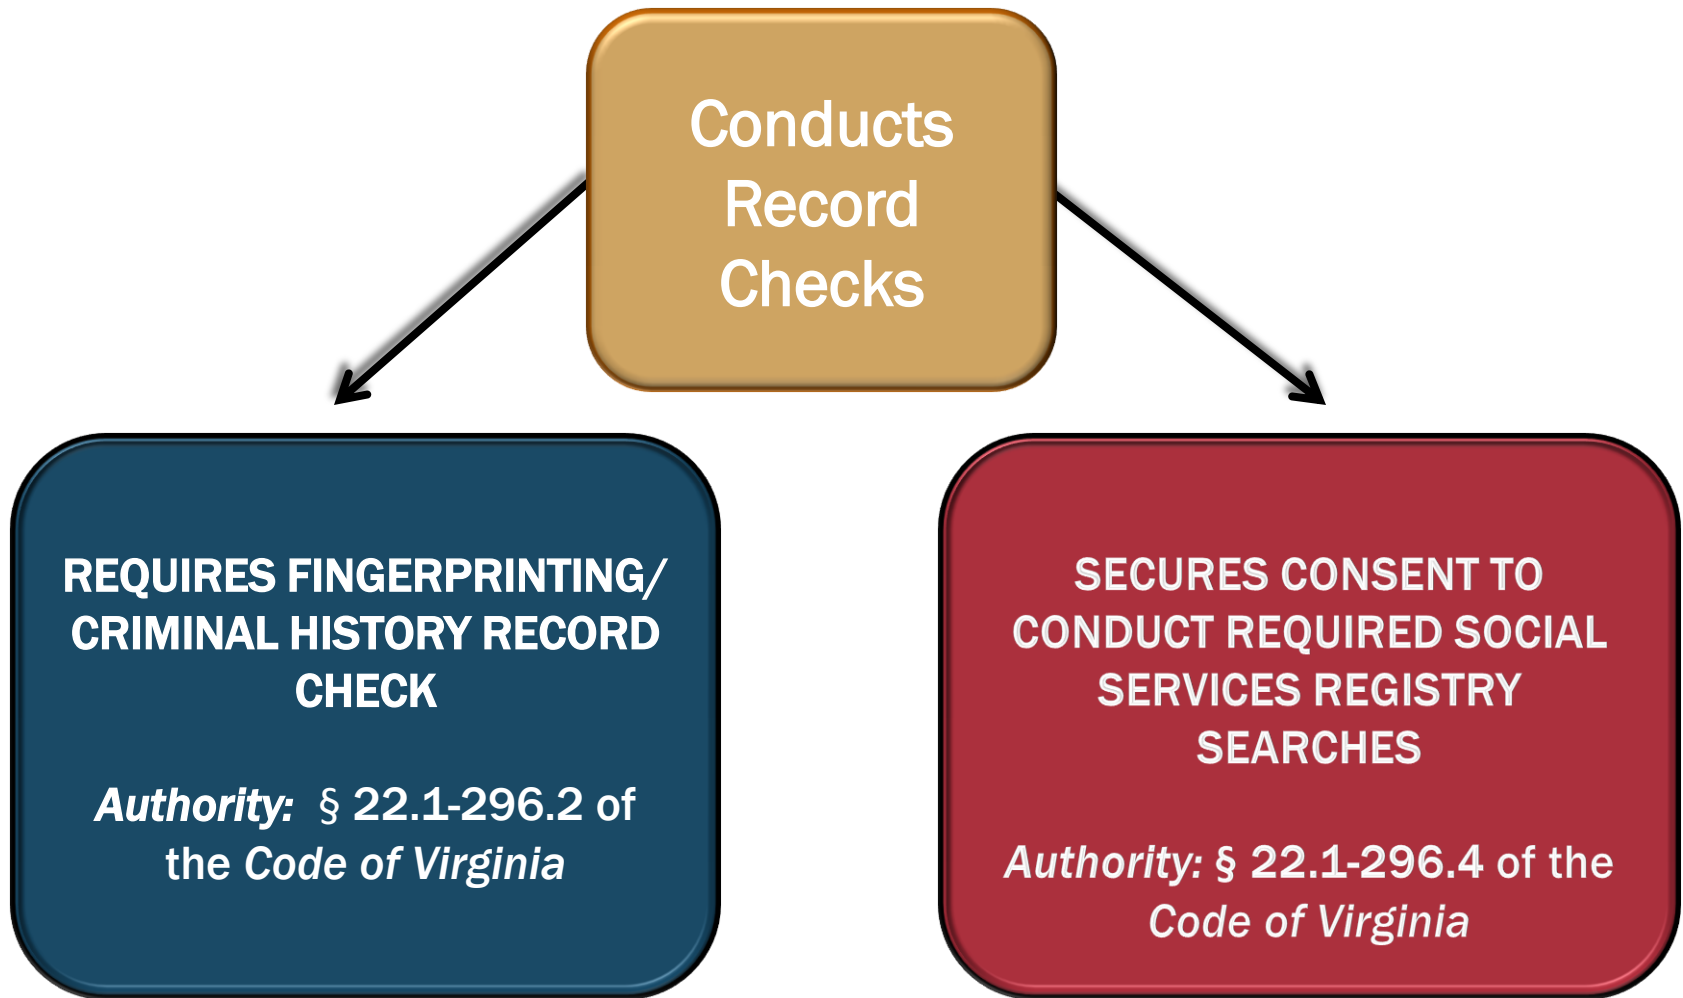 Conducts
Record
Checks
REQUIRES FINGERPRINTING/
CRIMINAL HISTORY RECORD
CHECK
Authority: § 22.1-296.2 of
the Code of Virginia
SECURES CONSENT TO
CONDUCT REQUIRED SOCIAL
SERVICES REGISTRY
SEARCHES
Authority: § 22.1-296.4 of the
Code of Virginia